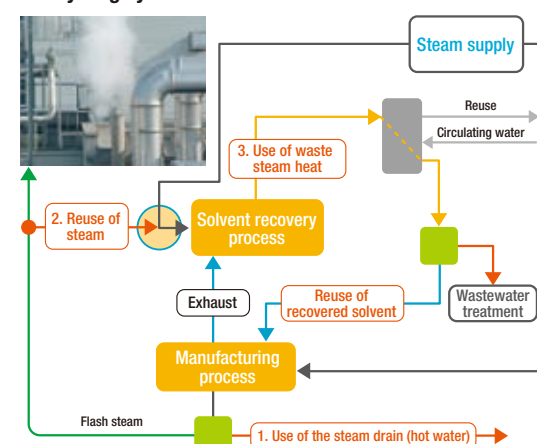 Steam supply
Reuse
Circulating water
3. Use of waste
steam heat
2. Reuse of
steam
Solvent recovery
process
Exhaust
Reuse of
recovered solvent
Wastewater
treatment
Manufacturing
process
Flash steam
1. Use of the steam drain (hot water)